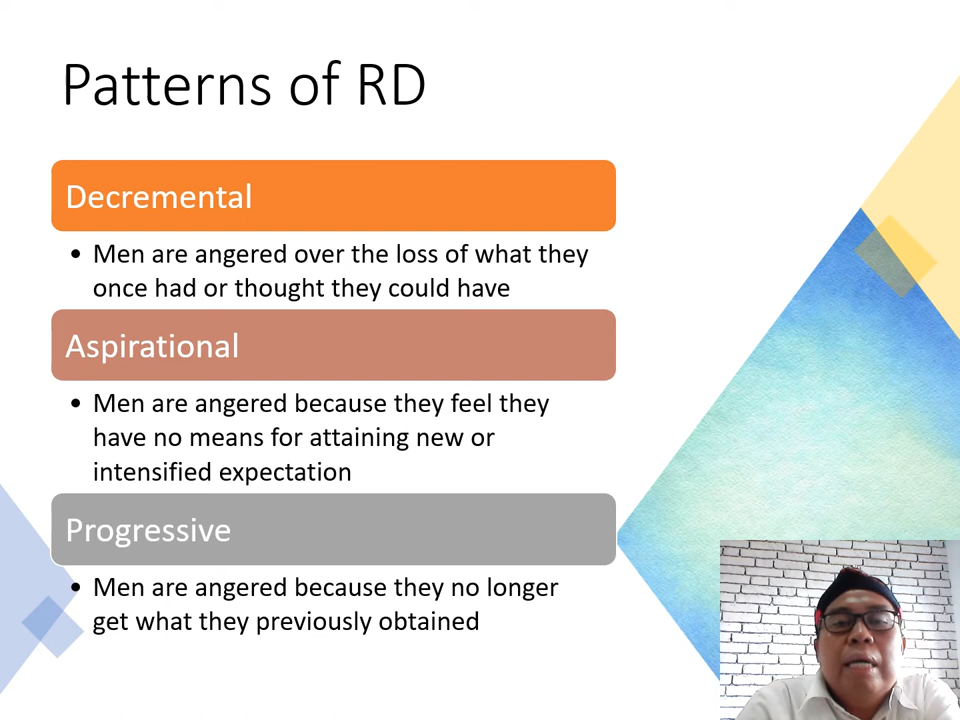 Patterns of RD
Decremental
• Men are angered over the loss of what they
once had or thought they could have
Aspirational
• Men are angered because they feel they
have no means for attaining new or
intensified expectation
Progressive
• Men are angered because they no longer
get what they previously obtained